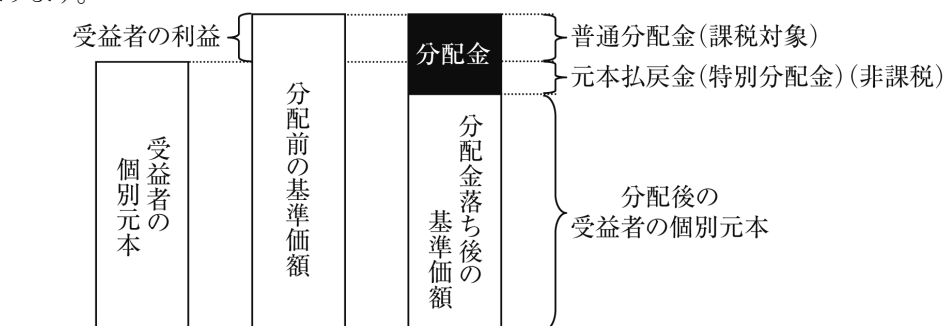 ります。
受益者の利益
分配金
普通分配金(課税対象)
元本払戻金(特別分配金)(非課税)
受益者の
個別元本
分配前の基準価額
分配金落ち後の
基準価額
分配後の
受益者の個別元本